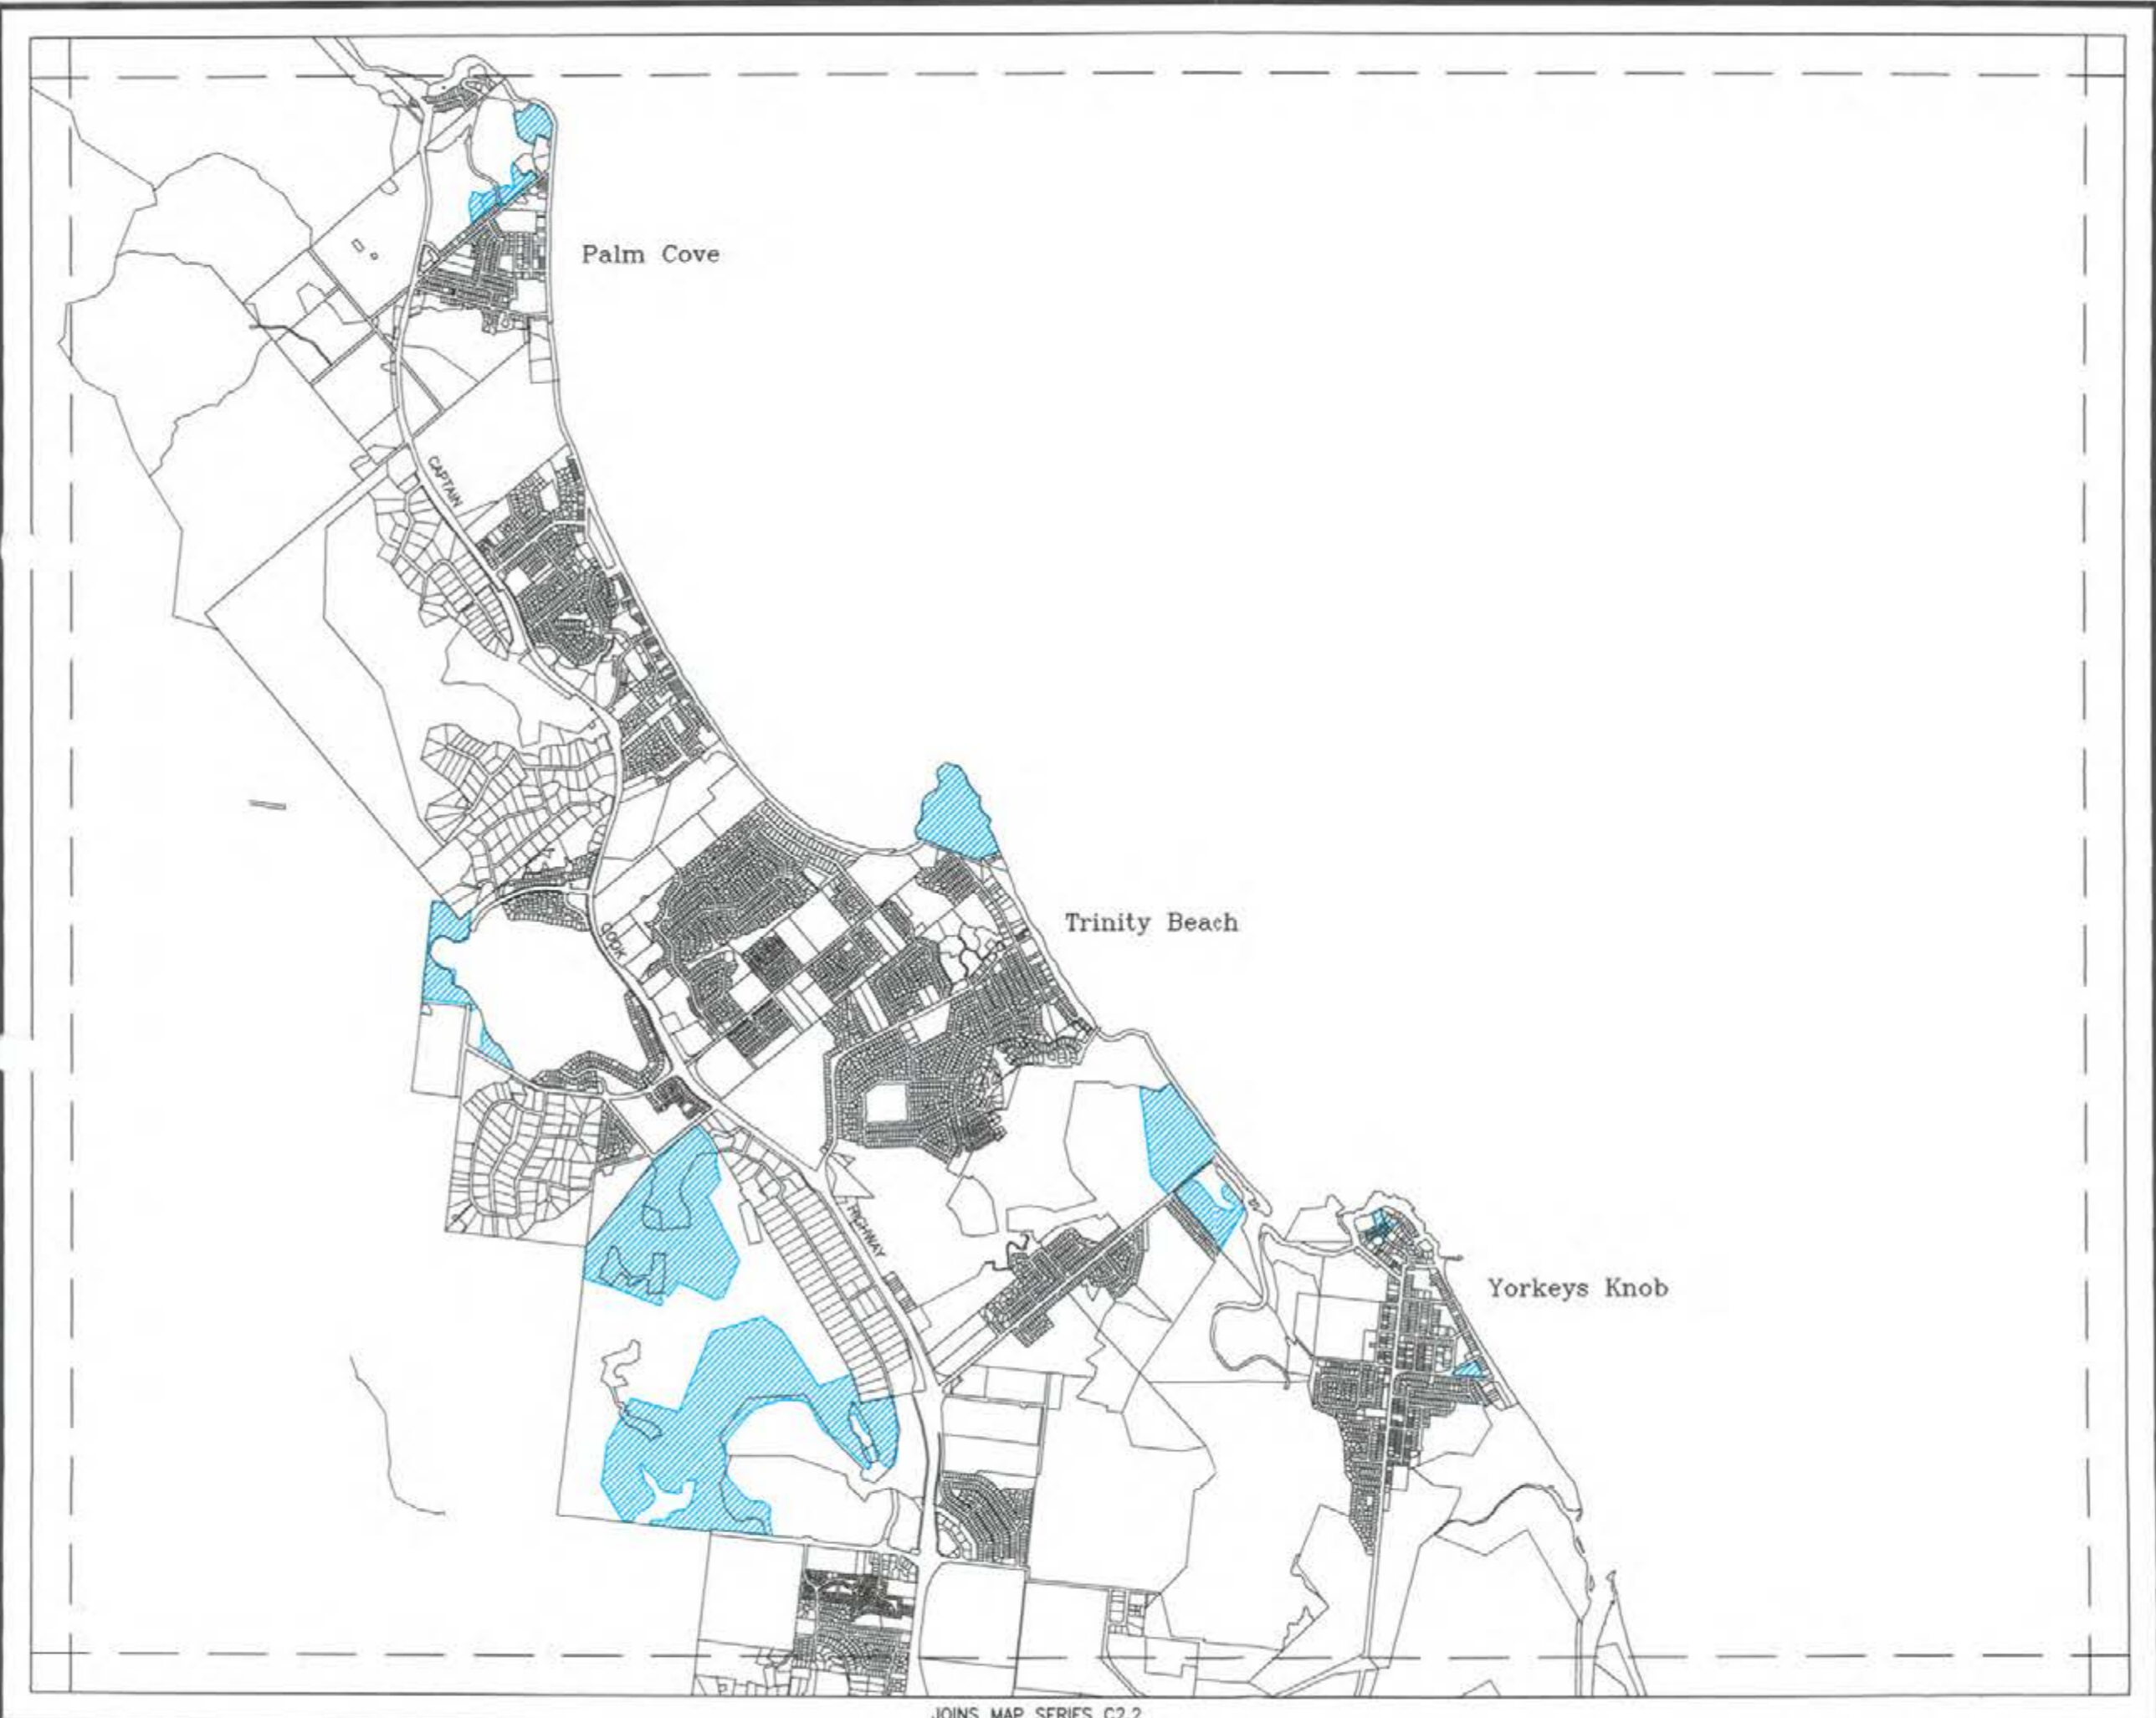 Palm Cove
CAPTAIN
Trinity Beach
COOK
HIGHWAY
Yorkeys Knob
JOINS MAP SERIES C2.2